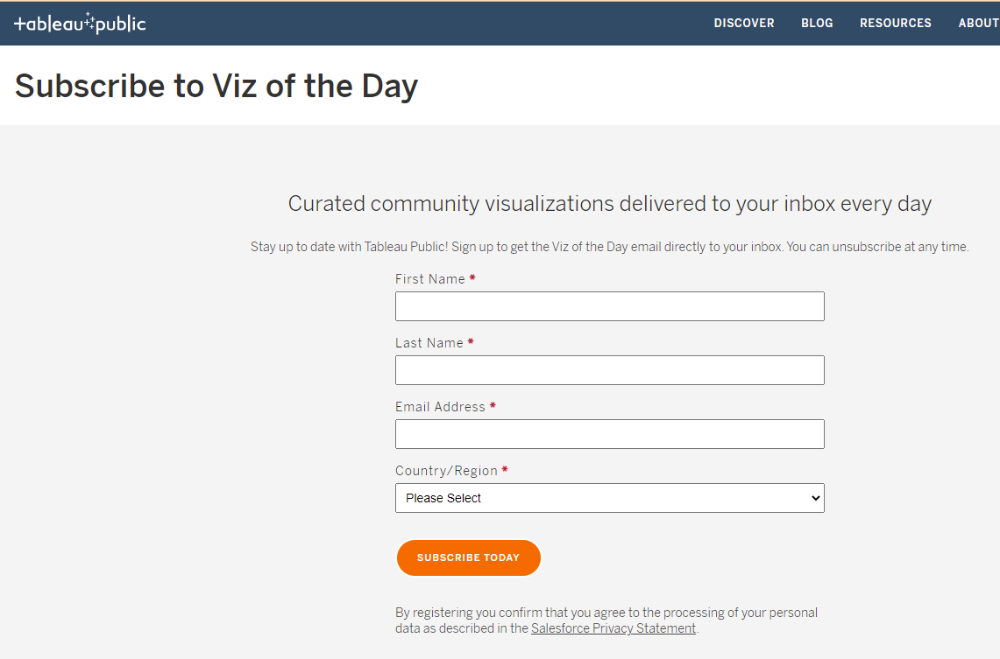 tableau public
DISCOVER BLOG RESOURCES ABOUT
Subscribe to Viz of the Day
Curated community visualizations delivered to your inbox every day
Stay up to date with Tableau Public! Sign up to get the Viz of the Day email directly to your inbox. You can unsubscribe at any time.
First Name *
Last Name *
Email Address *
Country/Region *
Please Select
SUBSCRIBE TODAY
By registering you confirm that you agree to the processing of your personal
data as described in the Salesforce Privacy Statement.